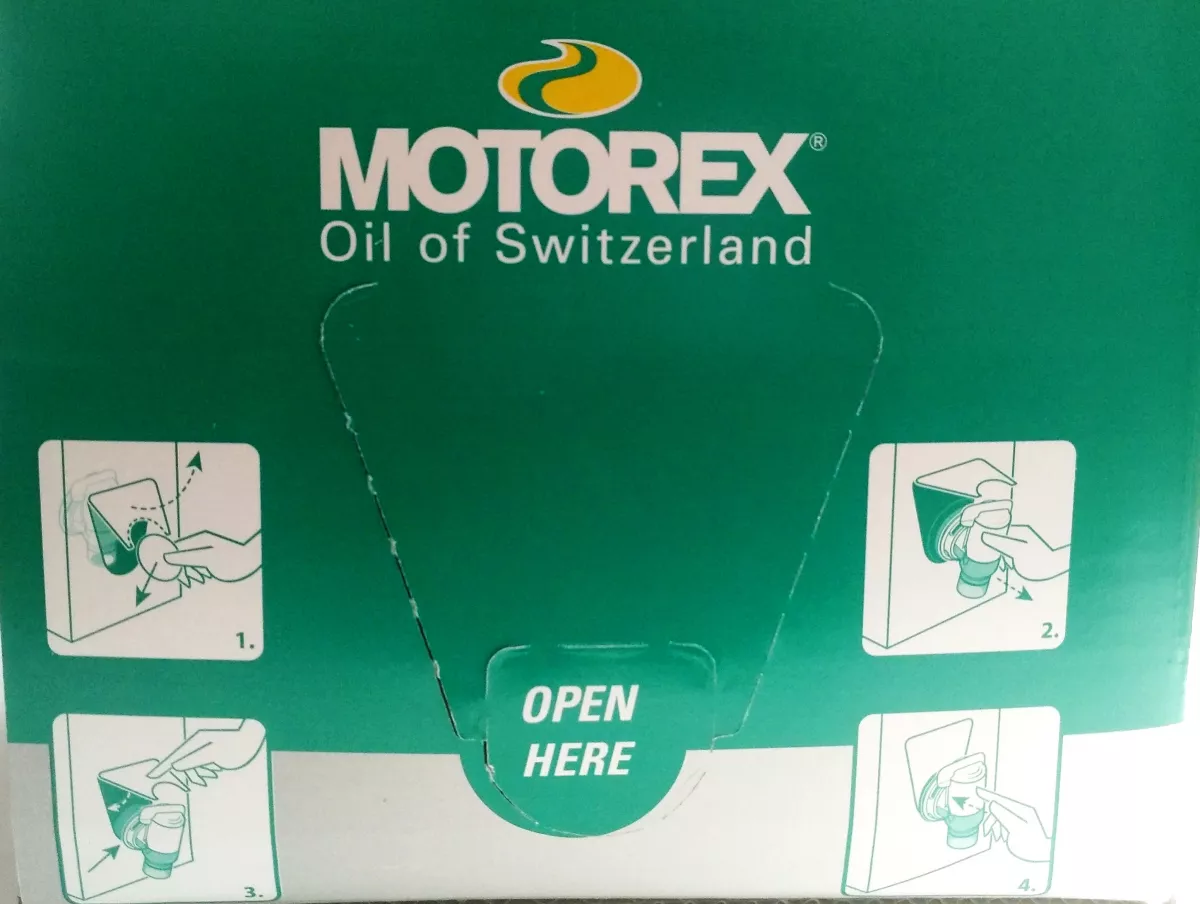 MOTOREX®
Oil of Switzerland
1.
2.
OPEN
HERE
3.
4.